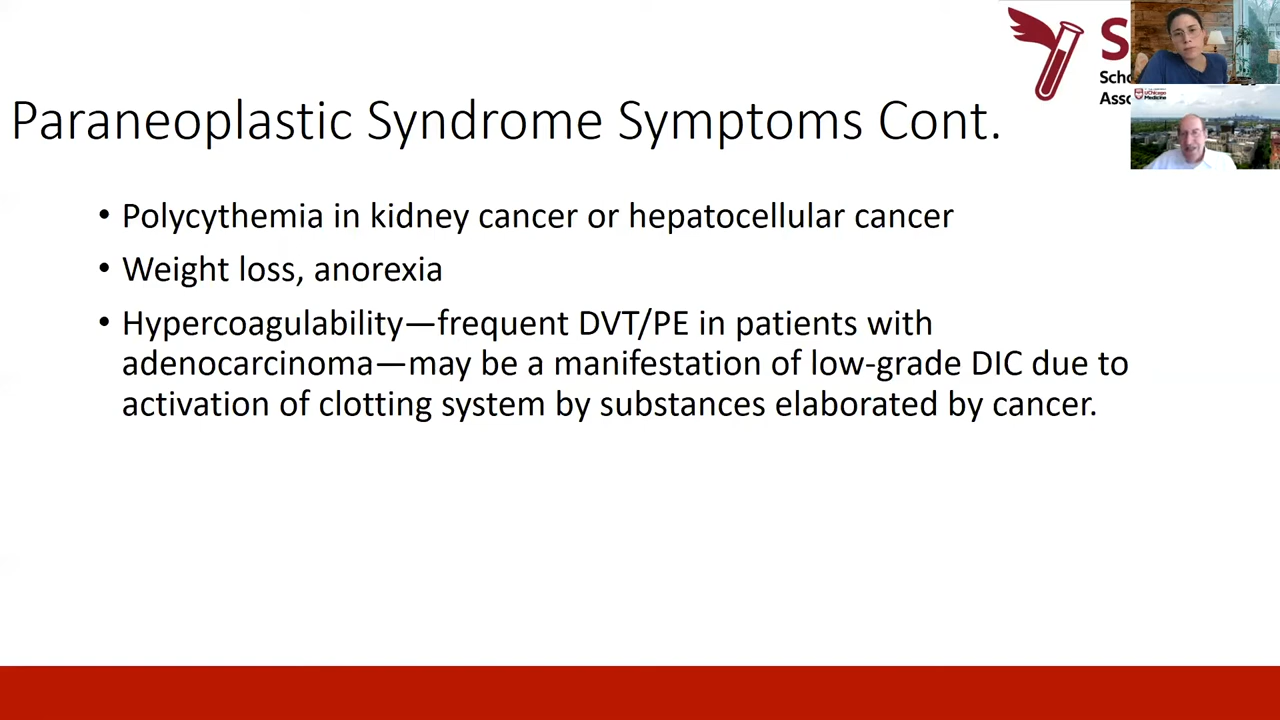 S
Paraneoplastic Syndrome Symptoms Cont.
• Polycythemia in kidney cancer or hepatocellular cancer
• Weight loss, anorexia
• Hypercoagulability—frequent DVT/PE in patients with
adenocarcinoma—may be a manifestation of low-grade DIC due to
activation of clotting system by substances elaborated by cancer.
UChicago
Medicine